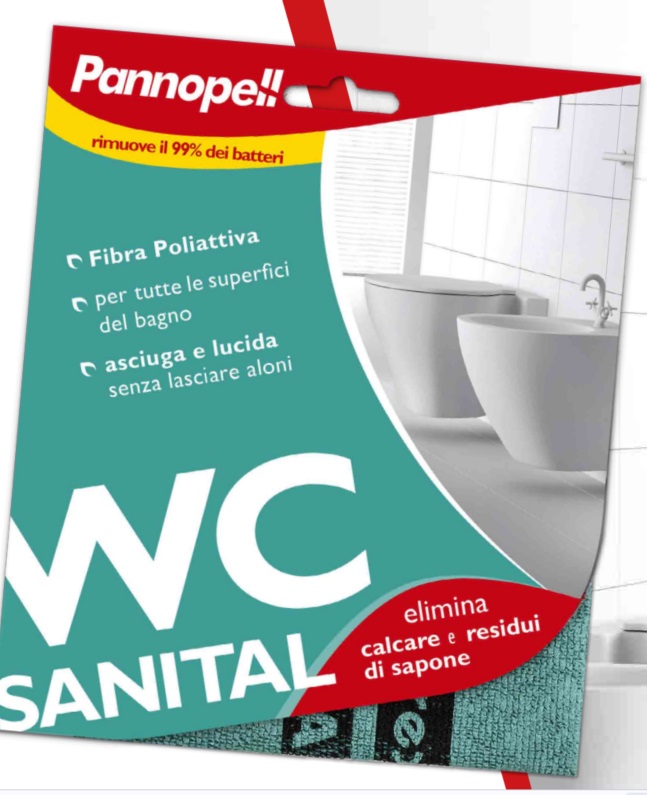 Pannopell
rimuove il 99% dei batteri
Fibra Poliattiva
per tutte le superfici
del bagno
asciuga e lucida
senza lasciare aloni
WC
SANITAL
elimina
calcare e residui
di sapone